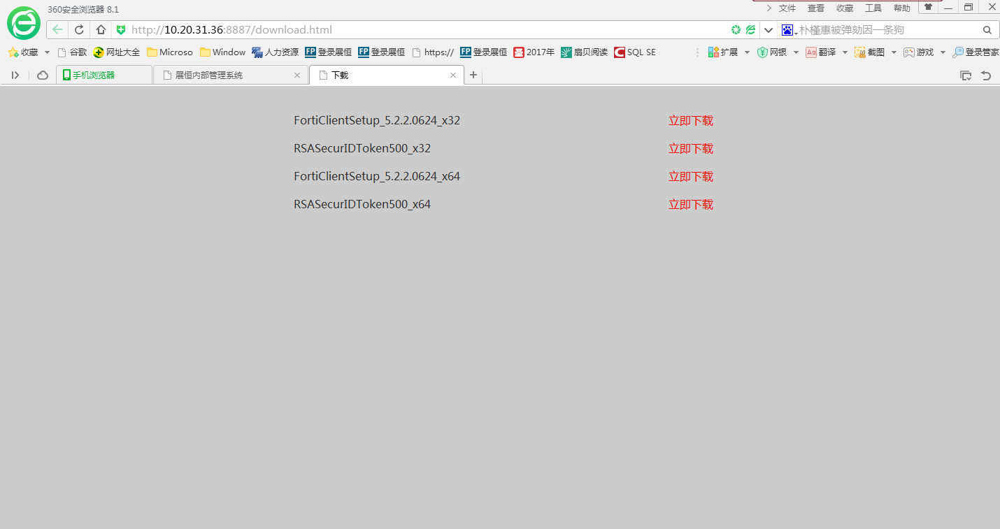 360安全浏览器 8.1
文件 查看 收藏 工具 帮助
http://10.20.31.36:8887/download.html
朴槿惠被弹劾因一条狗
收藏 谷歌 网址大全 Microso Window 人力资源 FP 登录展恒 FP 登录展恒 https:// FP 登录展恒 2017年 扇贝阅读 SQL SE 扩展 网银 Aa 翻译 截图 游戏 登录管家
手机浏览器 展恒内部管理系统 下载
FortiClientSetup_5.2.2.0624_x32 立即下载
RSASecurIDToken500_x32 立即下载
FortiClientSetup_5.2.2.0624_x64 立即下载
RSASecurIDToken500_x64 立即下载